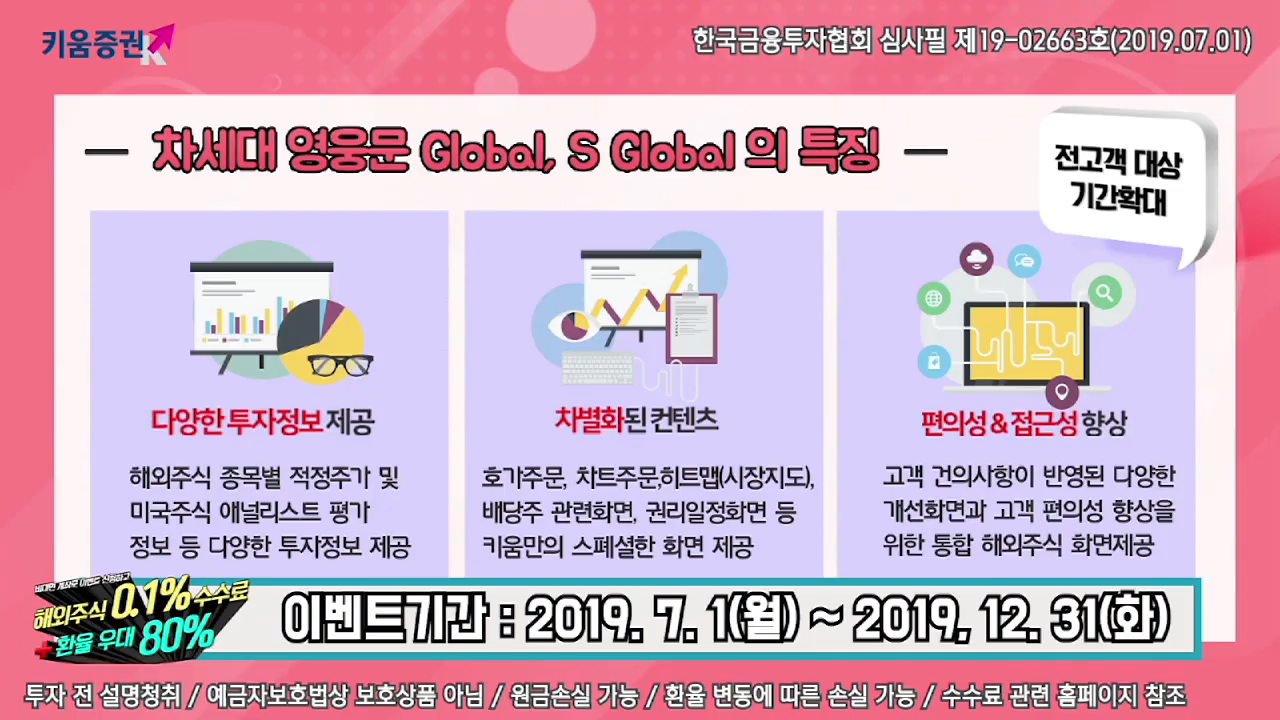 키움증권
한국금융투자협회 심사필 제19-02663호(2019.07.01)
차세대 영웅문 Global, S Global 의 특징
전고객 대상
기간확대
다양한 투자정보 제공
해외주식 종목별 적정주가 및
미국주식 애널리스트 평가
정보 등 다양한 투자정보 제공
차별화된 컨텐츠
호가주문, 차트주문,히트맵(시장지도),
배당주 관련화면, 권리일정화면 등
키움만의 스페셜한 화면 제공
편의성 & 접근성 향상
고객 건의사항이 반영된 다양한
개선화면과 고객 편의성 향상을
위한 통합 해외주식 화면제공
비대면 계좌로 이벤트 신청하고
해외주식 0.1% 수수료
+환율 우대 80%
이벤트기간 : 2019. 7. 1(월) ~ 2019, 12. 31(화)
투자 전 설명청취 / 예금자보호법상 보호상품 아님 / 원금손실 가능 / 환율 변동에 따른 손실 가능 / 수수료 관련 홈페이지 참조